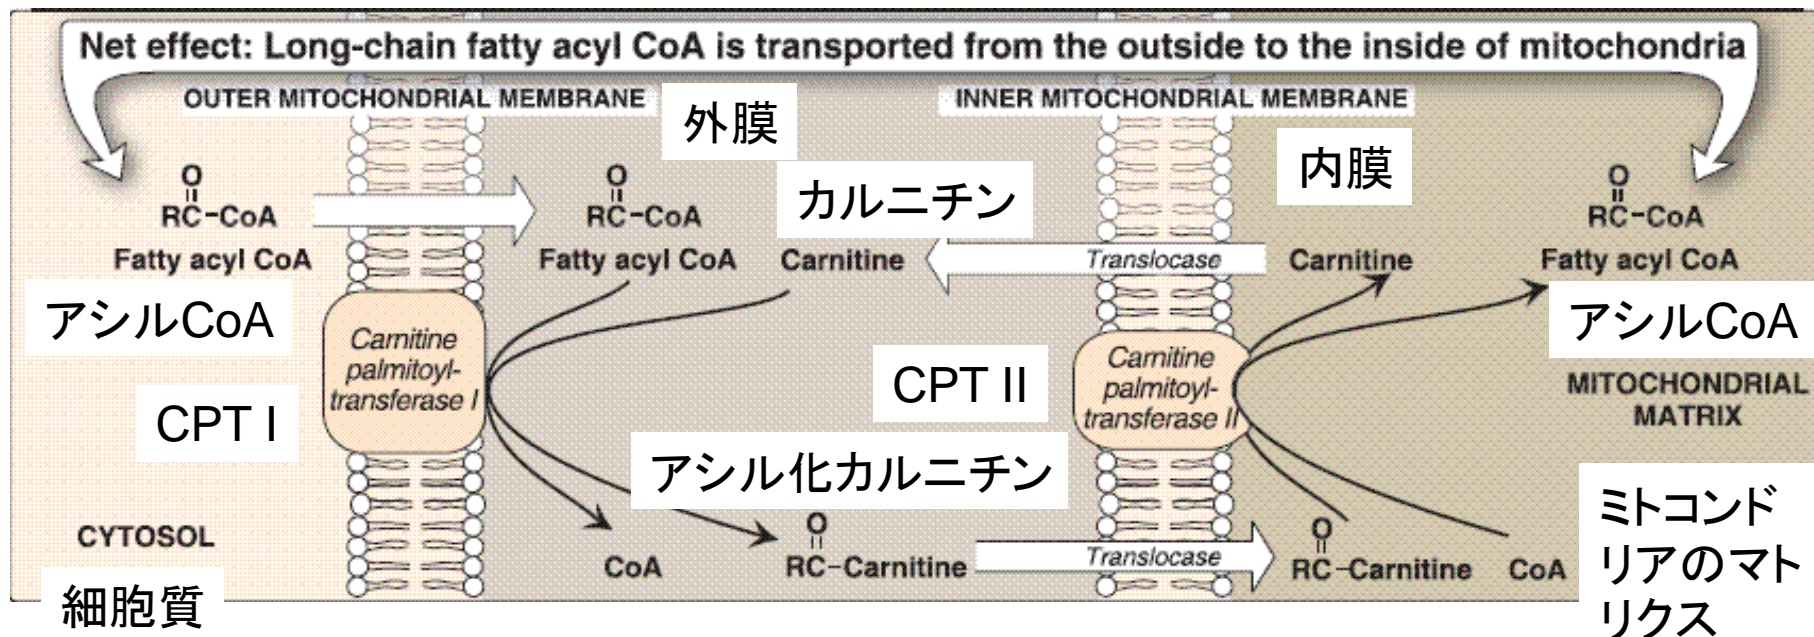 Net effect: Long-chain fatty acyl CoA is transported from the outside to the inside of mitochondria
OUTER MITOCHONDRIAL MEMBRANE
外膜
INNER MITOCHONDRIAL MEMBRANE
内膜
O
RC-CoA
Fatty acyl CoA
アシルCoA
O
RC-CoA
Fatty acyl CoA
カルニチン
Carnitine
Translocase
Carnitine
O
RC-CoA
Fatty acyl CoA
アシルCoA
Carnitine
palmitoyl-
transferase I
CPT I
CPT II
Carnitine
palmitoyl-
transferase II
MITOCHONDRIAL
MATRIX
ミトコンド
リアのマト
リクス
アシル化カルニチン
CYTOSOL
細胞質
CoA
O
RC-Carnitine
Translocase
O
RC-Carnitine
CoA